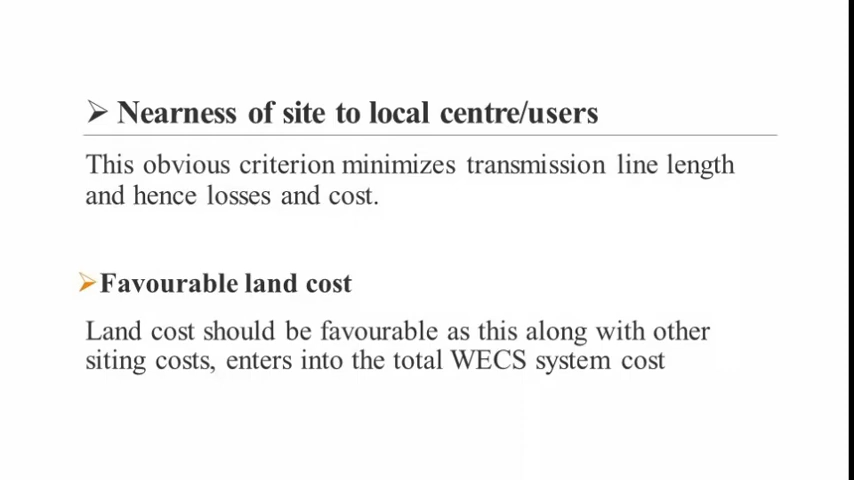 ➢ Nearness of site to local centre/users
This obvious criterion minimizes transmission line length
and hence losses and cost.
➢Favourable land cost
Land cost should be favourable as this along with other
siting costs, enters into the total WECS system cost